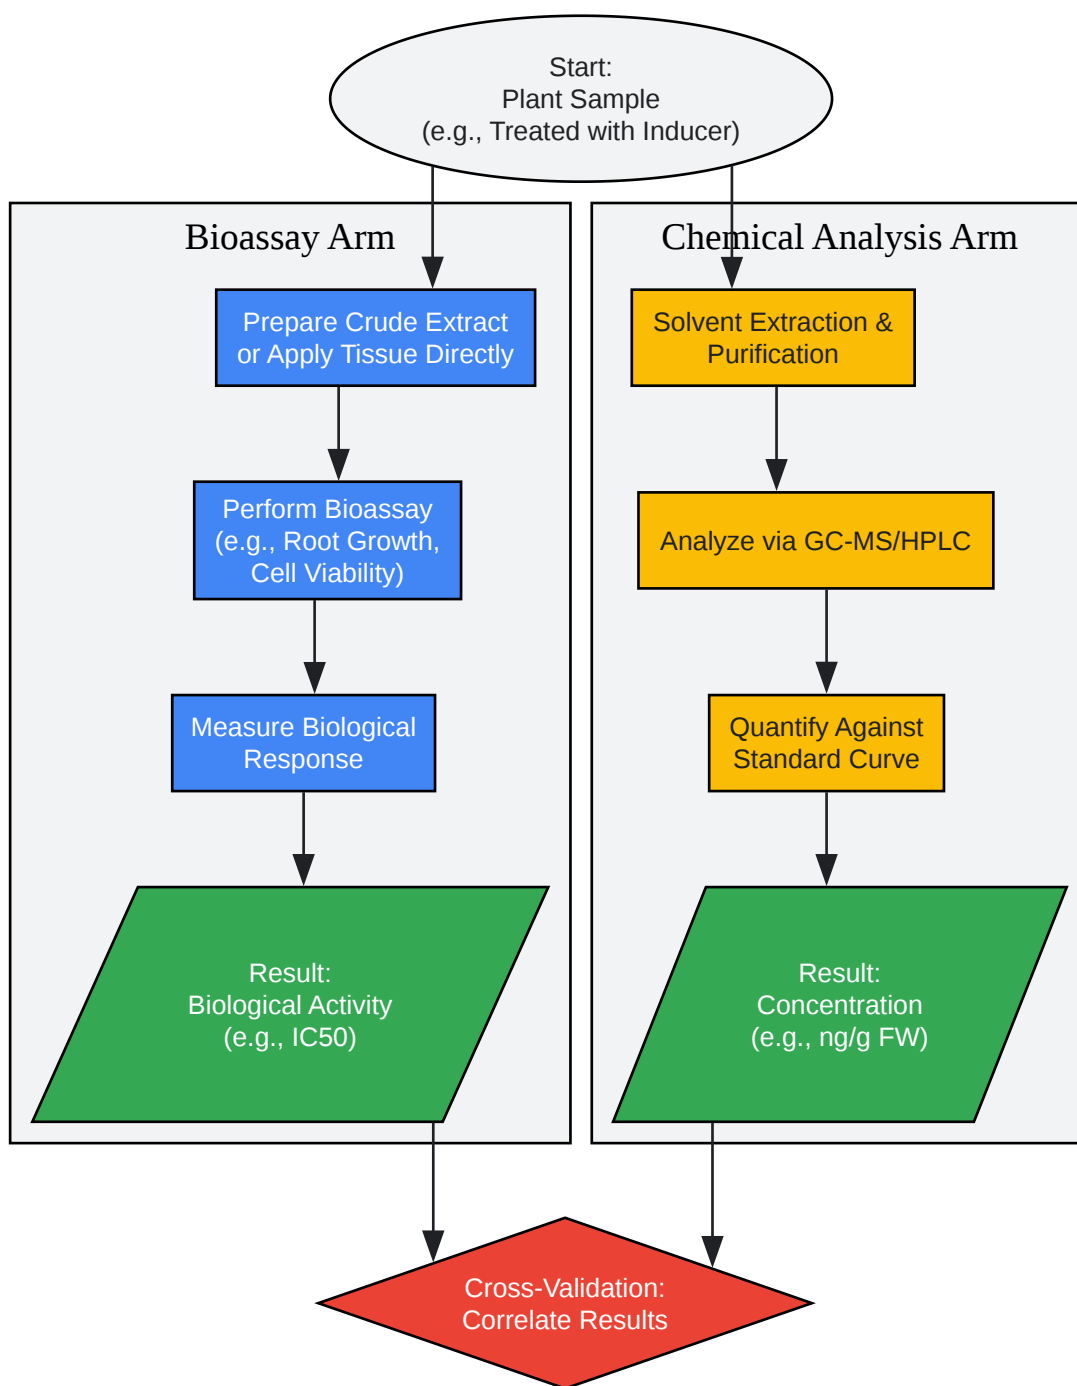 Start:
Plant Sample
(e.g., Treated with Inducer)
Bioassay Arm
Prepare Crude Extract
or Apply Tissue Directly
Perform Bioassay
(e.g., Root Growth,
Cell Viability)
Measure Biological
Response
Result:
Biological Activity
(e.g., IC50)
Chemical Analysis Arm
Solvent Extraction &
Purification
Analyze via GC-MS/HPLC
Quantify Against
Standard Curve
Result:
Concentration
(e.g., ng/g FW)
Cross-Validation:
Correlate Results